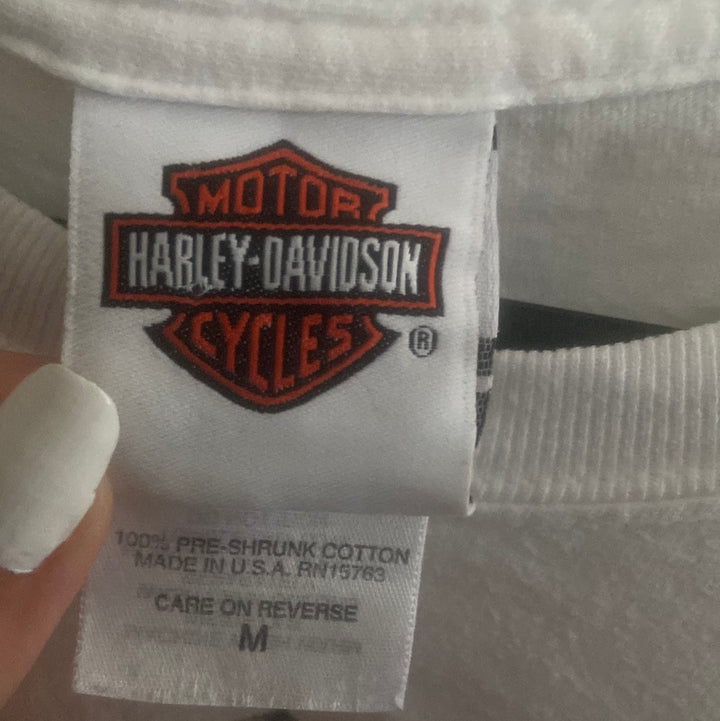 MOTOR
HARLEY-DAVIDSON
CYCLES
®
100% PRE-SHRUNK COTTON
MADE IN U.S.A. RN15763
CARE ON REVERSE
M